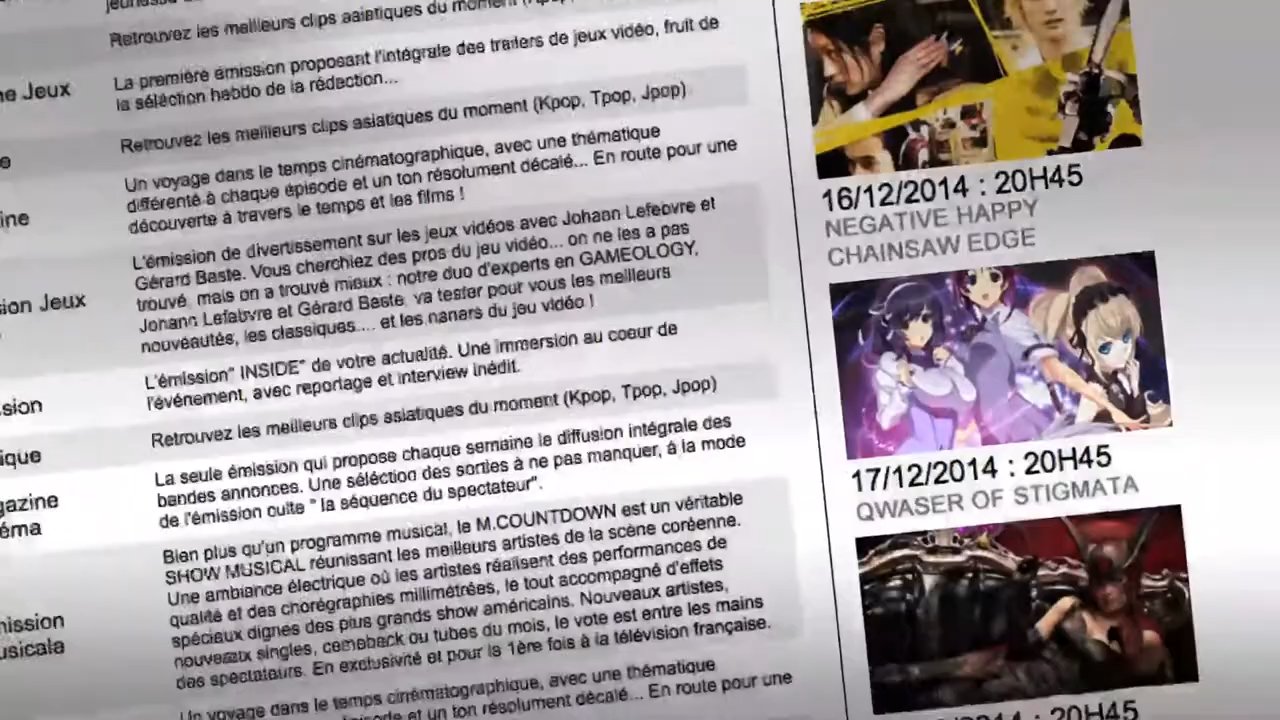 Retrouvez les meilleurs clips asiatiques du moment (Kpop,
La première émission proposant l'intégrale des trailers de jeux vidéo, fruit de
la séléction hebdo de la rédaction...
Retrouvez les meilleurs clips asiatiques du moment (Kpop, Tpop, Jpop)
Un voyage dans le temps cinématographique, avec une thématique
différenté à chaque épisode et un ton résolument décalé... En route pour une
découverte à travers le temps et les films !
L'émission de divertissement sur les jeux vidéos avec Johann Lefebvre et
Gérard Baste. Vous cherchiez des pros du jeu vidéo... on ne les a pas
trouvé, mais on a trouvé mieux : notre duo d'experts en GAMEOLOGY,
Johann Lefebvre et Gérard Baste, va tester pour vous les meilleurs
nouveautés, les classiques.... et les nanars du jeu vidéo !
L'émission" INSIDE" de votre actualité. Une immersion au coeur de
l'événement, avec reportage et interview inédit.
Retrouvez les meilleurs clips asiatiques du moment (Kpop, Tpop, Jpop)
La seule émission qui propose chaque semaine le diffusion intégrale des
bandes annonces. Une séléction des sorties à ne pas manquer, à la mode
de l'émission culte " la séquence du spectateur".
Bien plus qu'un programme musical, le M.COUNTDOWN est un véritable
SHOW MUSICAL réunissant les meilleurs artistes de la scène coréenne.
Une ambiance électrique où les artistes réalisent des performances de
qualité et des chorégraphies millimétrées, le tout accompagné d'effets
spéciaux dignes des plus grands show américains. Nouveaux artistes,
nouveaux singles, comeback ou tubes du mois, le vote est entre les mains
des spectateurs. En exclusivité et pour la 1ère fois à la télévision française.
Un voyage dans le temps cinématographique, avec une thématique
et un ton résolument décalé... En route pour une
ne Jeux
ine
sion Jeux
sion
ique
gazine
éma
mission
usicala
16/12/2014 : 20H45
NEGATIVE HAPPY
CHAINSAW EDGE
17/12/2014 : 20H45
QWASER OF STIGMATA
2014 : 20H45